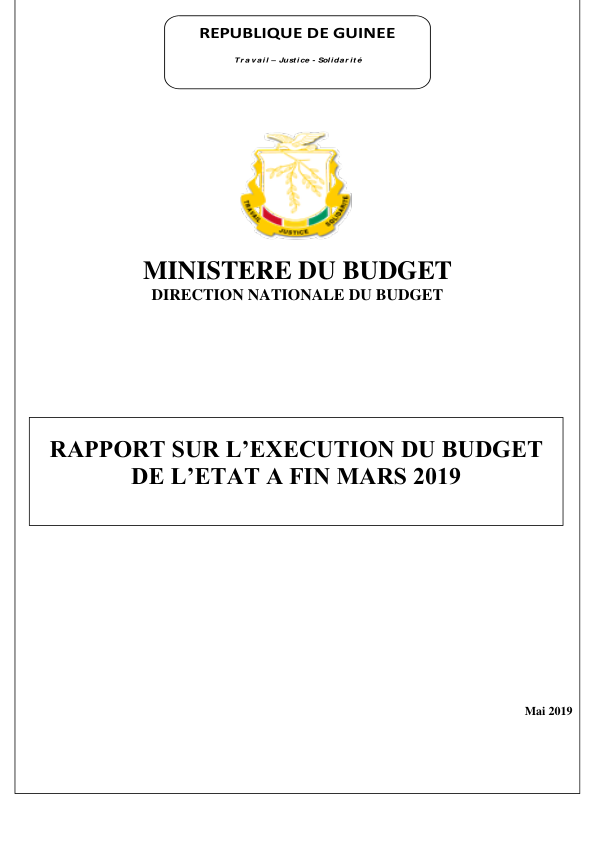 REPUBLIQUE DE GUINEE
Travail – Justice - Solidarité
TRAVAIL JUSTICE SOLIDARITÉ
MINISTERE DU BUDGET
DIRECTION NATIONALE DU BUDGET
RAPPORT SUR L'EXECUTION DU BUDGET
DE L'ETAT A FIN MARS 2019
Mai 2019